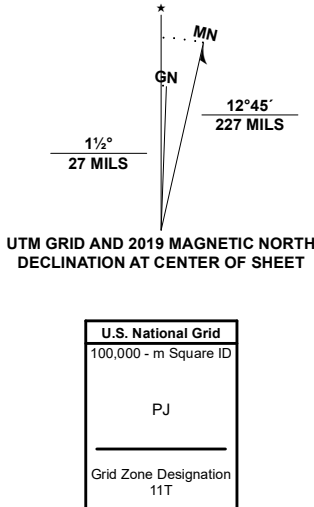 ★
MN
GN
12°45´
227 MILS
1½°
27 MILS
UTM GRID AND 2019 MAGNETIC NORTH
DECLINATION AT CENTER OF SHEET
U.S. National Grid
100,000 - m Square ID
PJ
Grid Zone Designation
11T